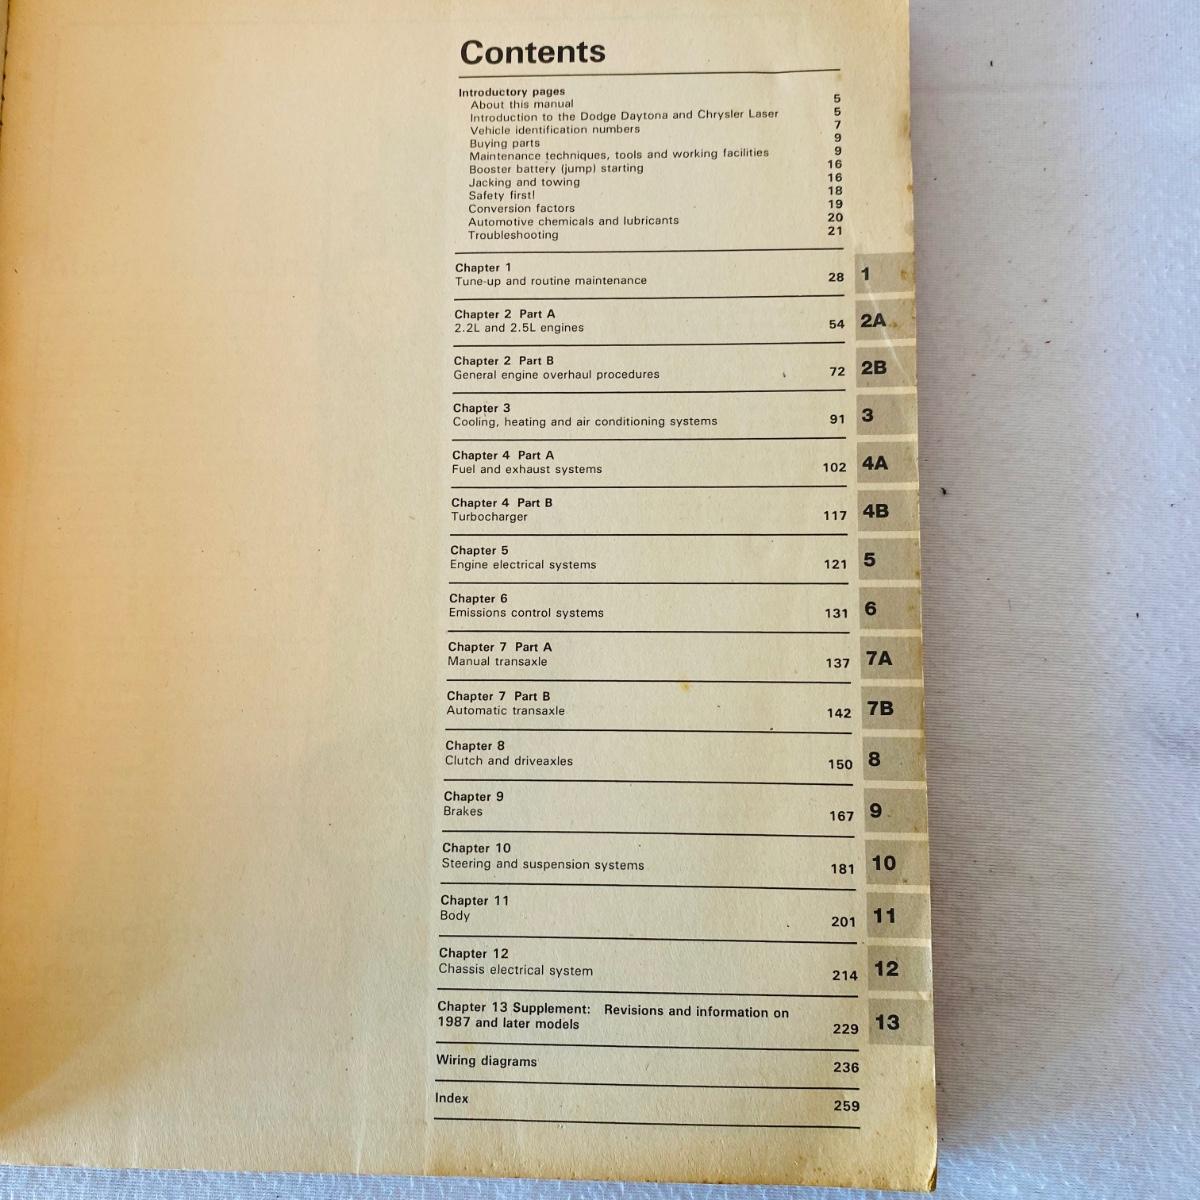 Contents
Introductory pages
About this manual 5
Introduction to the Dodge Daytona and Chrysler Laser 5
Vehicle identification numbers 7
Buying parts 9
Maintenance techniques, tools and working facilities 9
Booster battery (jump) starting 16
Jacking and towing 16
Safety first! 18
Conversion factors 19
Automotive chemicals and lubricants 20
Troubleshooting 21
Chapter 1
Tune-up and routine maintenance 28 1
Chapter 2 Part A
2.2L and 2.5L engines 54 2A
Chapter 2 Part B
General engine overhaul procedures 72 2B
Chapter 3
Cooling, heating and air conditioning systems 91 3
Chapter 4 Part A
Fuel and exhaust systems 102 4A
Chapter 4 Part B
Turbocharger 117 4B
Chapter 5
Engine electrical systems 121 5
Chapter 6
Emissions control systems 131 6
Chapter 7 Part A
Manual transaxle 137 7A
Chapter 7 Part B
Automatic transaxle 142 7B
Chapter 8
Clutch and driveaxles 150 8
Chapter 9
Brakes 167 9
Chapter 10
Steering and suspension systems 181 10
Chapter 11
Body 201 11
Chapter 12
Chassis electrical system 214 12
Chapter 13 Supplement: Revisions and information on
1987 and later models 229 13
Wiring diagrams 236
Index 259